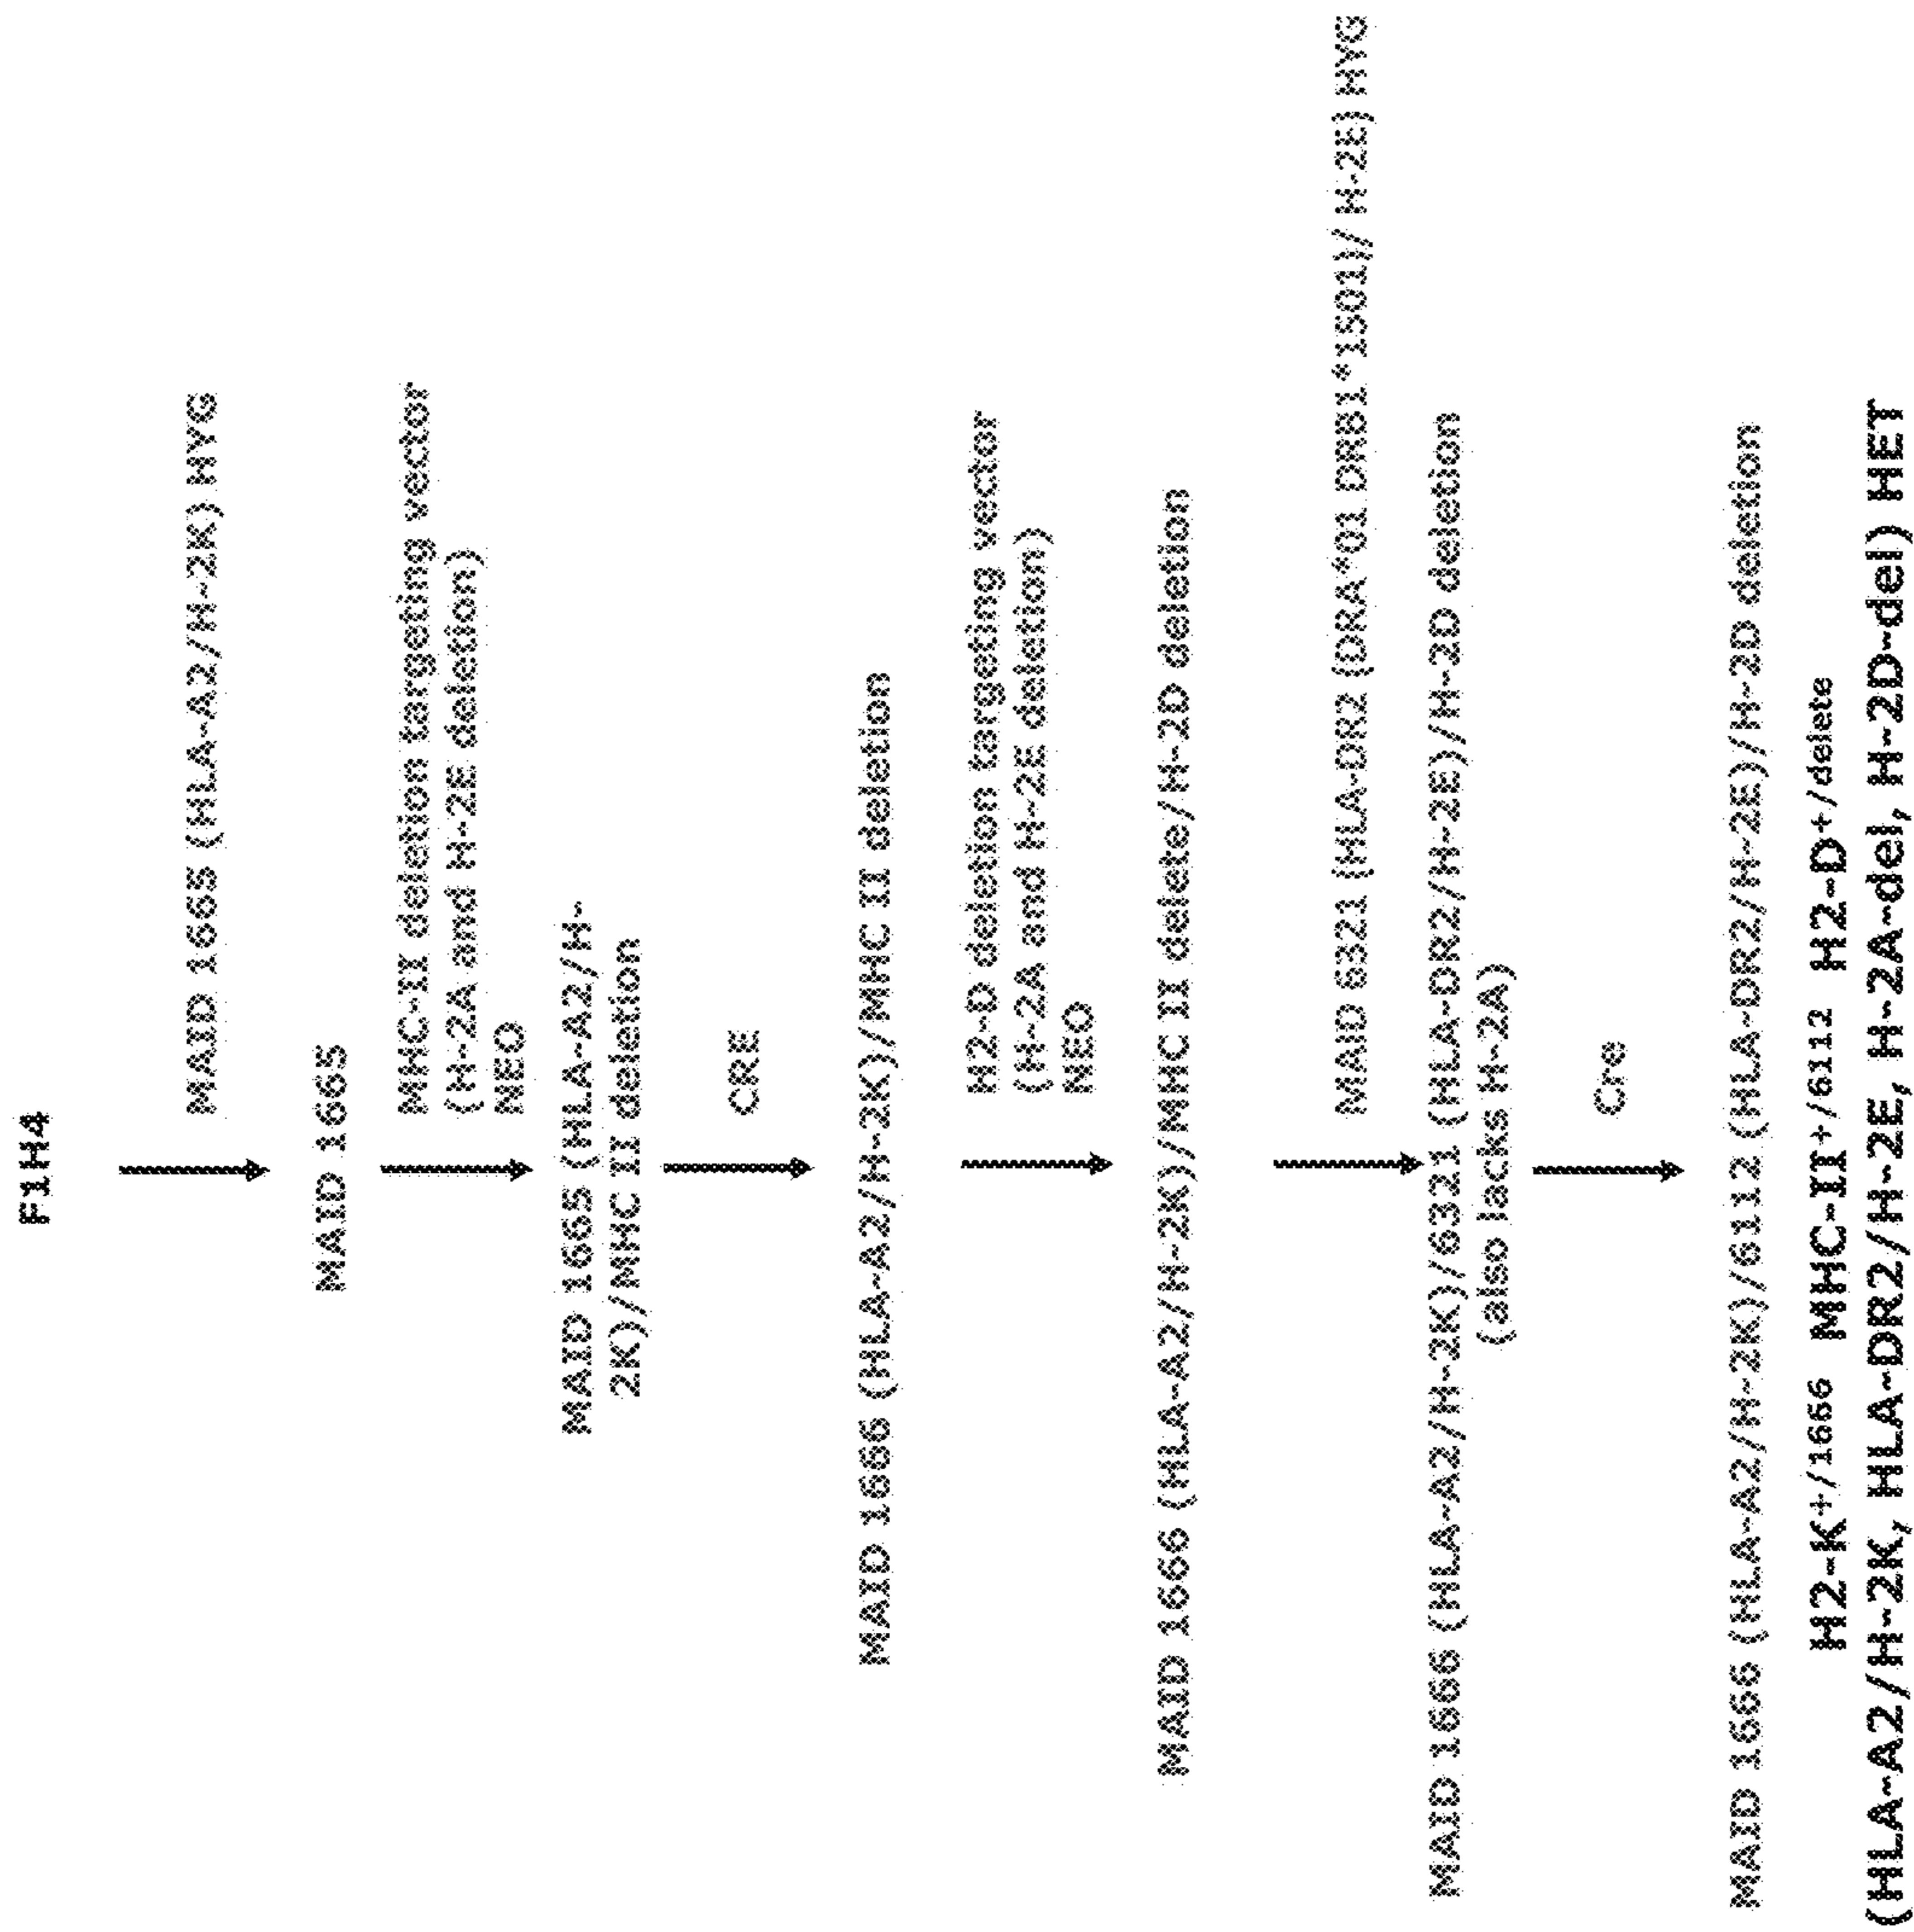 F1H4
MAID 1665 (HLA-A2/H-2K) HYG
MAID 1665
MHC-II deletion targeting vector
(H-2A and H-2E deletion)
NEO
MAID 1665 (HLA-A2/H-
2K)/MHC II deletion
CRE
MAID 1666 (HLA-A2/H-2K)/MHC II deletion
H2-D deletion targeting vector
(H-2A and H-2E deletion)
NEO
MAID 1666 (HLA-A2/H-2K)/MHC II delete/H-2D deletion
MAID 6321 (HLA-DR2 (DRA*01 DRB1*1501)/ H-2E) HYG
MAID 1666 (HLA-A2/H-2K)/6321 (HLA-DR2/H-2E)/H-2D deletion
(also lacks H-2A)
Cre
MAID 1666 (HLA-A2/H-2K)/6112 (HLA-DR2/H-2E)/H-2D deletion
H2-K+/1666 MHC-II+/6112 H2-D+/delete
(HLA-A2/H-2K, HLA-DR2/H-2E, H-2A-del, H-2D-del) HET